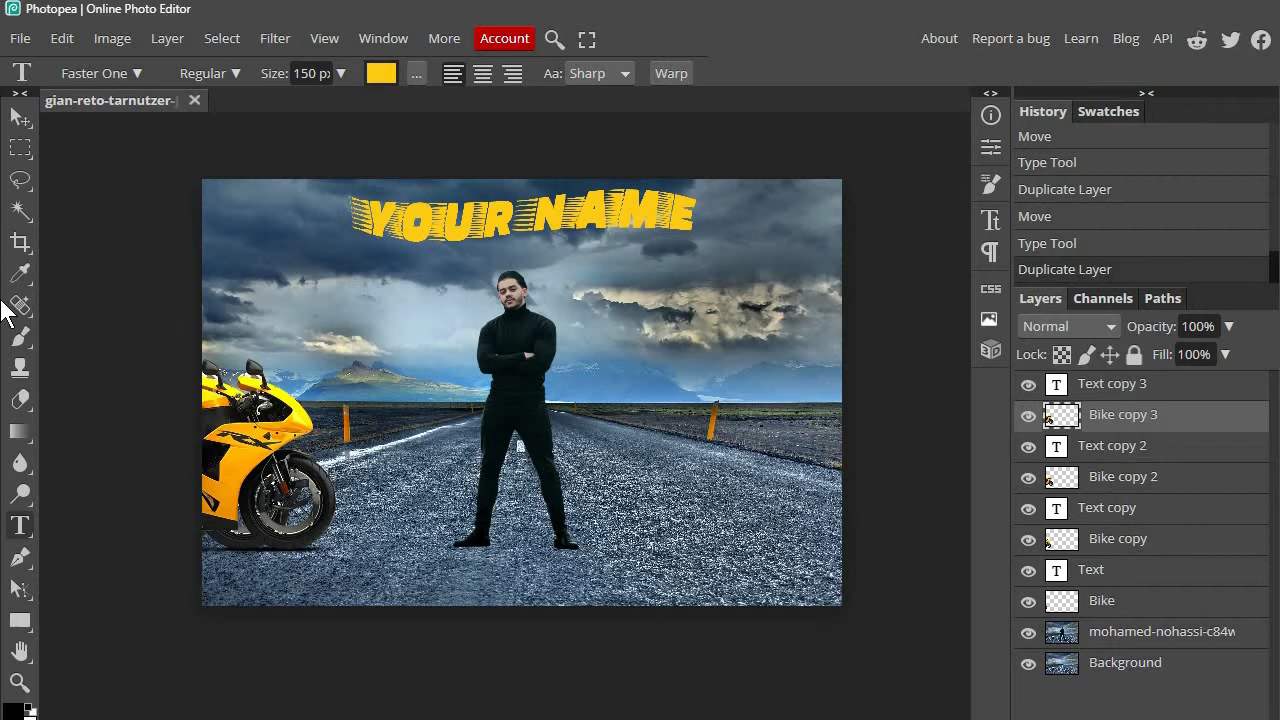 Photopea | Online Photo Editor
File Edit Image Layer Select Filter View Window More Account About Report a bug Learn Blog API
T Faster One ▼ Regular ▼ Size: 150 px ▼ ... Aa: Sharp Warp
> < gian-reto-tarnutzer- < > > <
YOUR NAME
History Swatches
Move
Type Tool
Duplicate Layer
Move
Type Tool
Duplicate Layer
Layers Channels Paths
Normal Opacity: 100% ▼
Lock: Fill: 100% ▼
CSS
T Text copy 3
Bike copy 3
T Text copy 2
Bike copy 2
T Text copy
Bike copy
T Text
Bike
mohamed-nohassi-c84w
Background